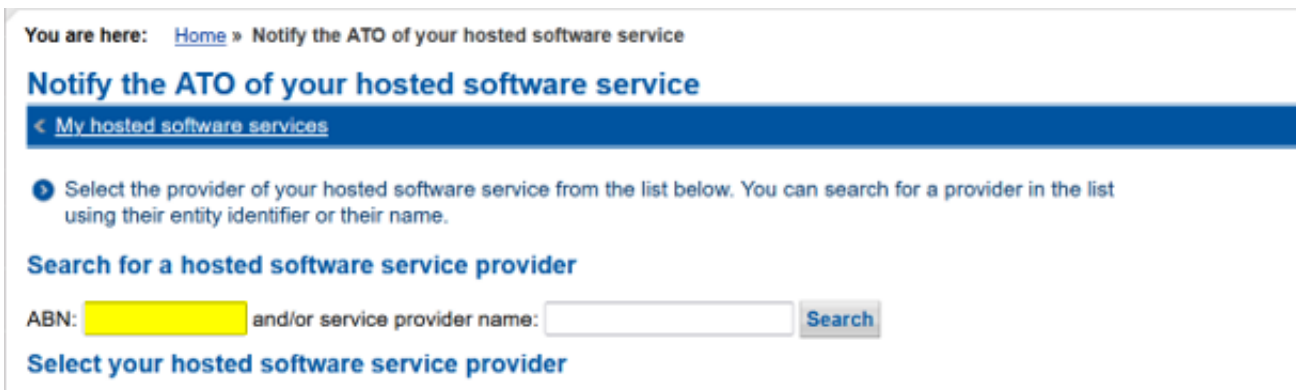 You are here: Home » Notify the ATO of your hosted software service
Notify the ATO of your hosted software service
< My hosted software services
Select the provider of your hosted software service from the list below. You can search for a provider in the list
using their entity identifier or their name.
Search for a hosted software service provider
ABN: and/or service provider name: Search
Select your hosted software service provider